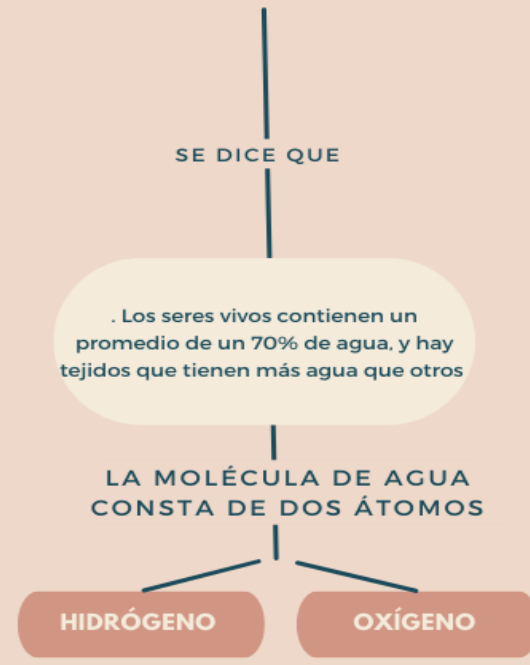 SE DICE QUE
. Los seres vivos contienen un
promedio de un 70% de agua, y hay
tejidos que tienen más agua que otros
LA MOLÉCULA DE AGUA
CONSTA DE DOS ÁTOMOS
HIDRÓGENO
OXÍGENO